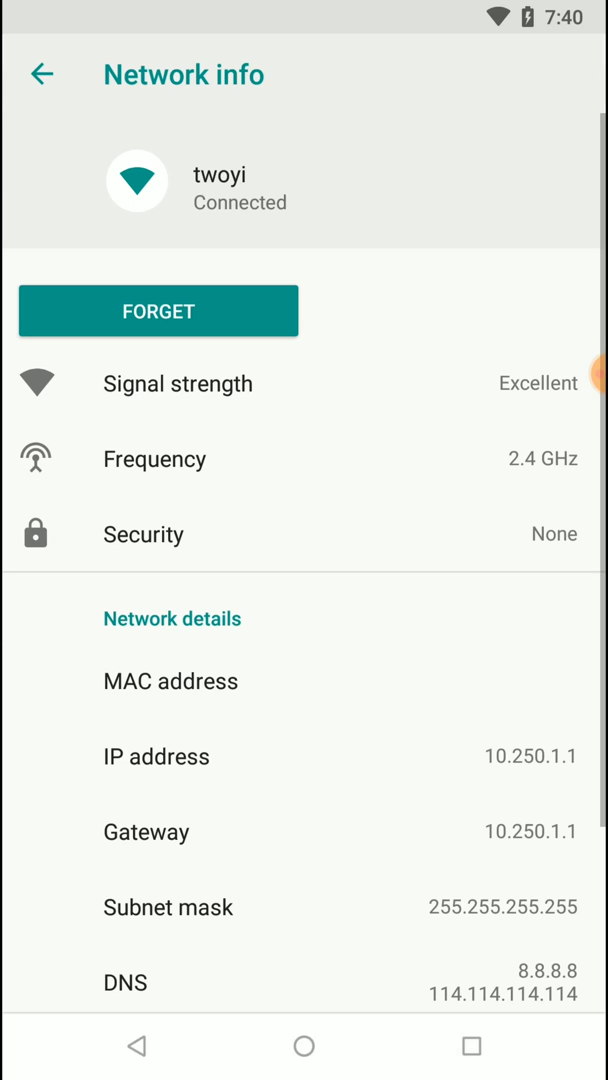 7:40
Network info
twoyi
Connected
FORGET
Signal strength Excellent
Frequency 2.4 GHz
Security None
Network details
MAC address
IP address 10.250.1.1
Gateway 10.250.1.1
Subnet mask 255.255.255.255
DNS 8.8.8.8
114.114.114.114